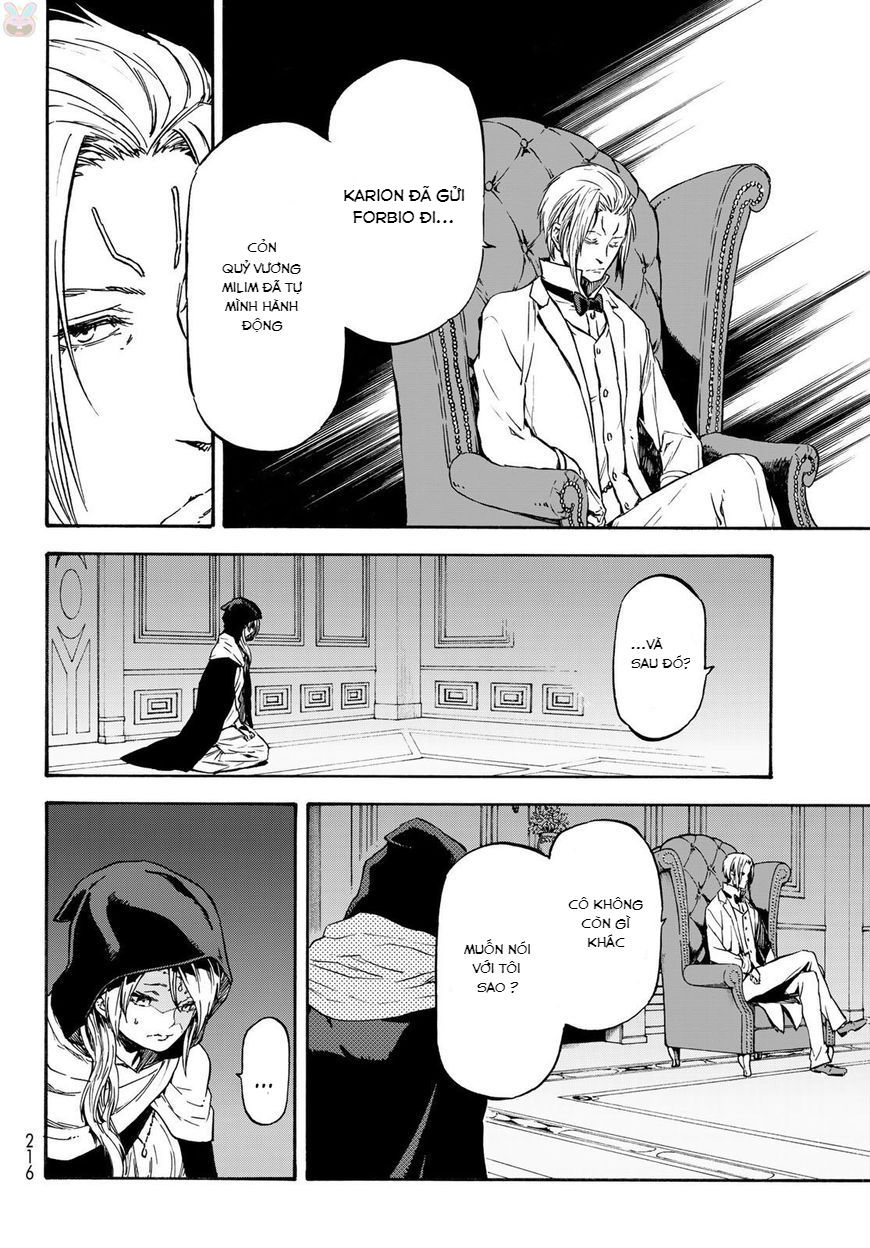 KARION ĐÃ GỬI
FORBIO ĐI...
CÒN
QUỶ VƯƠNG
MILIM ĐÃ TỰ
MÌNH HÀNH
ĐỘNG
...VÀ
SAU ĐÓ?
CÔ KHÔNG
CÒN GÌ
KHÁC
MUỐN NÓI
VỚI TÔI
SAO ?
...
216